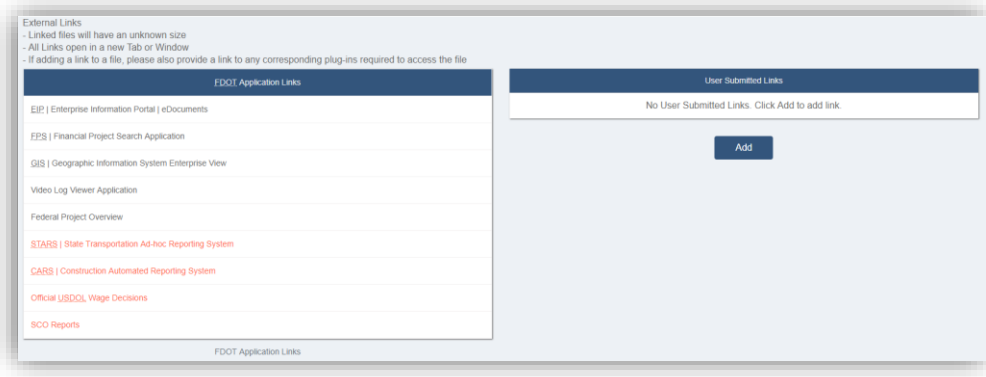 External Links
- Linked files will have an unknown size
- All Links open in a new Tab or Window
- If adding a link to a file, please also provide a link to any corresponding plug-ins required to access the file
FDOT Application Links
EIP | Enterprise Information Portal | eDocuments
FPS | Financial Project Search Application
GIS | Geographic Information System Enterprise View
Video Log Viewer Application
Federal Project Overview
STARS | State Transportation Ad-hoc Reporting System
CARS | Construction Automated Reporting System
Official USDOL Wage Decisions
SCO Reports
FDOT Application Links
User Submitted Links
No User Submitted Links. Click Add to add link.
Add